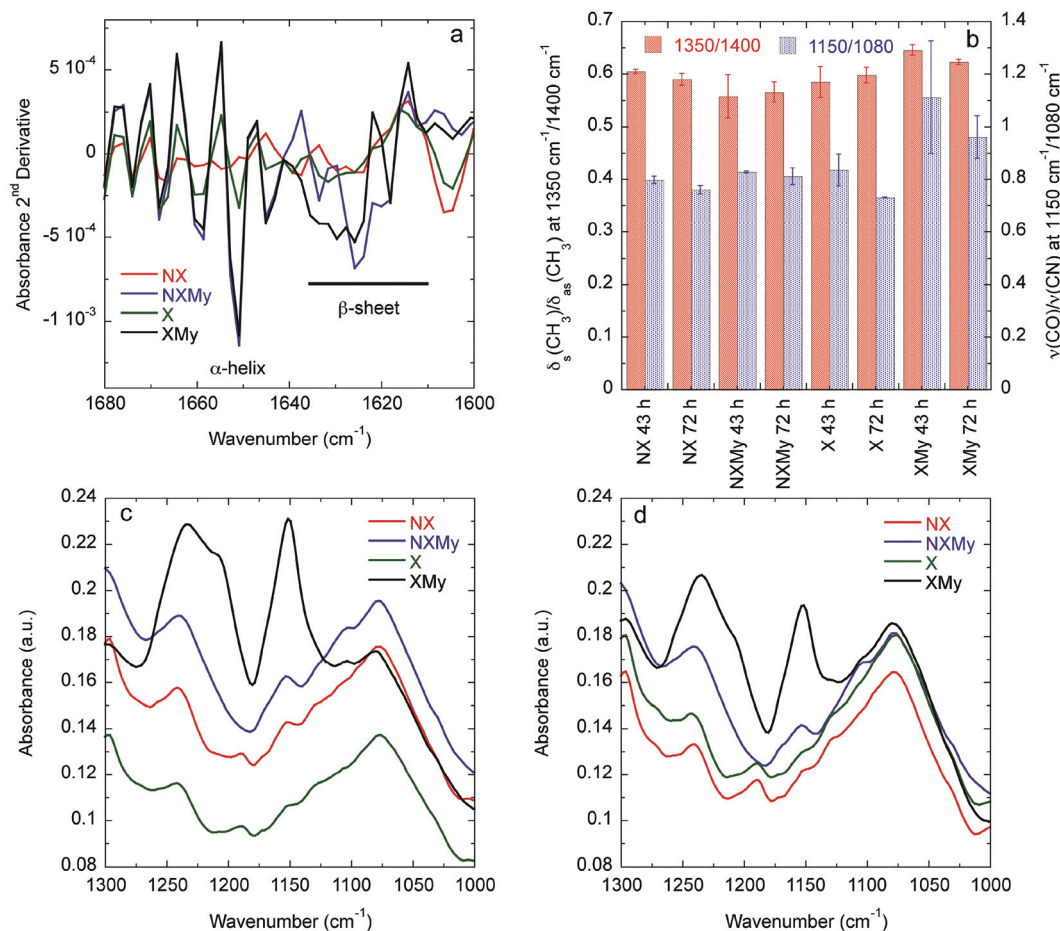 a
5 10⁻⁴
0
-5 10⁻⁴
-1 10⁻³
Absorbance 2ⁿᵈ Derivative
NX
NXMy
X
XMy
β-sheet
α-helix
1680 1660 1640 1620 1600
Wavenumber (cm⁻¹)
b
1350/1400 1150/1080
0.7
0.6
0.5
0.4
0.3
0.2
0.1
0
δₛ(CH₃)/δₐₛ(CH₃) at 1350 cm⁻¹/1400 cm⁻¹
1.4
1.2
1
0.8
0.6
0.4
0.2
0
ν(CO)/ν(CN) at 1150 cm⁻¹/1080 cm⁻¹
NX 43 h
NX 72 h
NXMy 43 h
NXMy 72 h
X 43 h
X 72 h
XMy 43 h
XMy 72 h
c
0.24
0.22
0.2
0.18
0.16
0.14
0.12
0.1
0.08
Absorbance (a.u.)
NX
NXMy
X
XMy
1300 1250 1200 1150 1100 1050 1000
Wavenumber (cm⁻¹)
d
0.24
0.22
0.2
0.18
0.16
0.14
0.12
0.1
0.08
Absorbance (a.u.)
NX
NXMy
X
XMy
1300 1250 1200 1150 1100 1050 1000
Wavenumber (cm⁻¹)